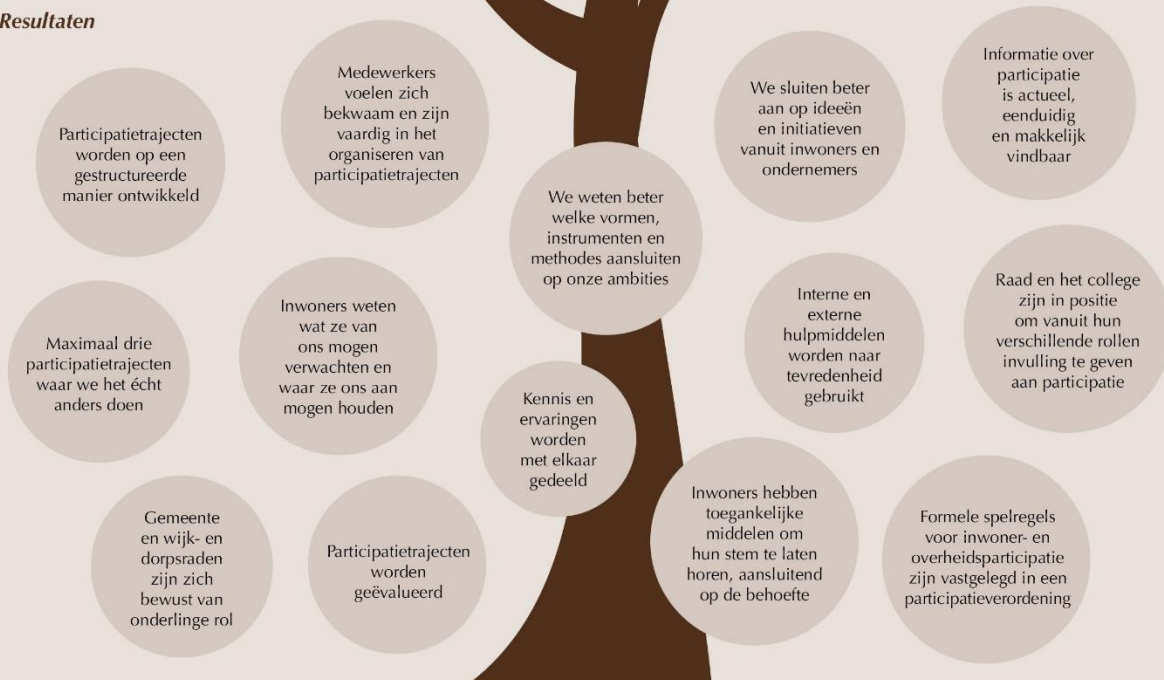 Resultaten
Participatietrajecten
worden op een
gestructureerde
manier ontwikkeld
Medewerkers
voelen zich
bekwaam en zijn
vaardig in het
organiseren van
participatietrajecten
We weten beter
welke vormen,
instrumenten en
methodes aansluiten
op onze ambities
We sluiten beter
aan op ideeën
en initiatieven
vanuit inwoners en
ondernemers
Informatie over
participatie
is actueel,
eenduidig
en makkelijk
vindbaar
Maximaal drie
participatietrajecten
waar we het écht
anders doen
Inwoners weten
wat ze van
ons mogen
verwachten en
waar ze ons aan
mogen houden
Kennis en
ervaringen
worden
met elkaar
gedeeld
Interne en
externe
hulpmiddelen
worden naar
tevredenheid
gebruikt
Raad en het college
zijn in positie
om vanuit hun
verschillende rollen
invulling te geven
aan participatie
Gemeente
en wijk- en
dorpsraden
zijn zich
bewust van
onderlinge rol
Participatietrajecten
worden
geëvalueerd
Inwoners hebben
toegankelijke
middelen om
hun stem te laten
horen, aansluitend
op de behoefte
Formele spelregels
voor inwoner- en
overheidsparticipatie
zijn vastgelegd in een
participatieverordening